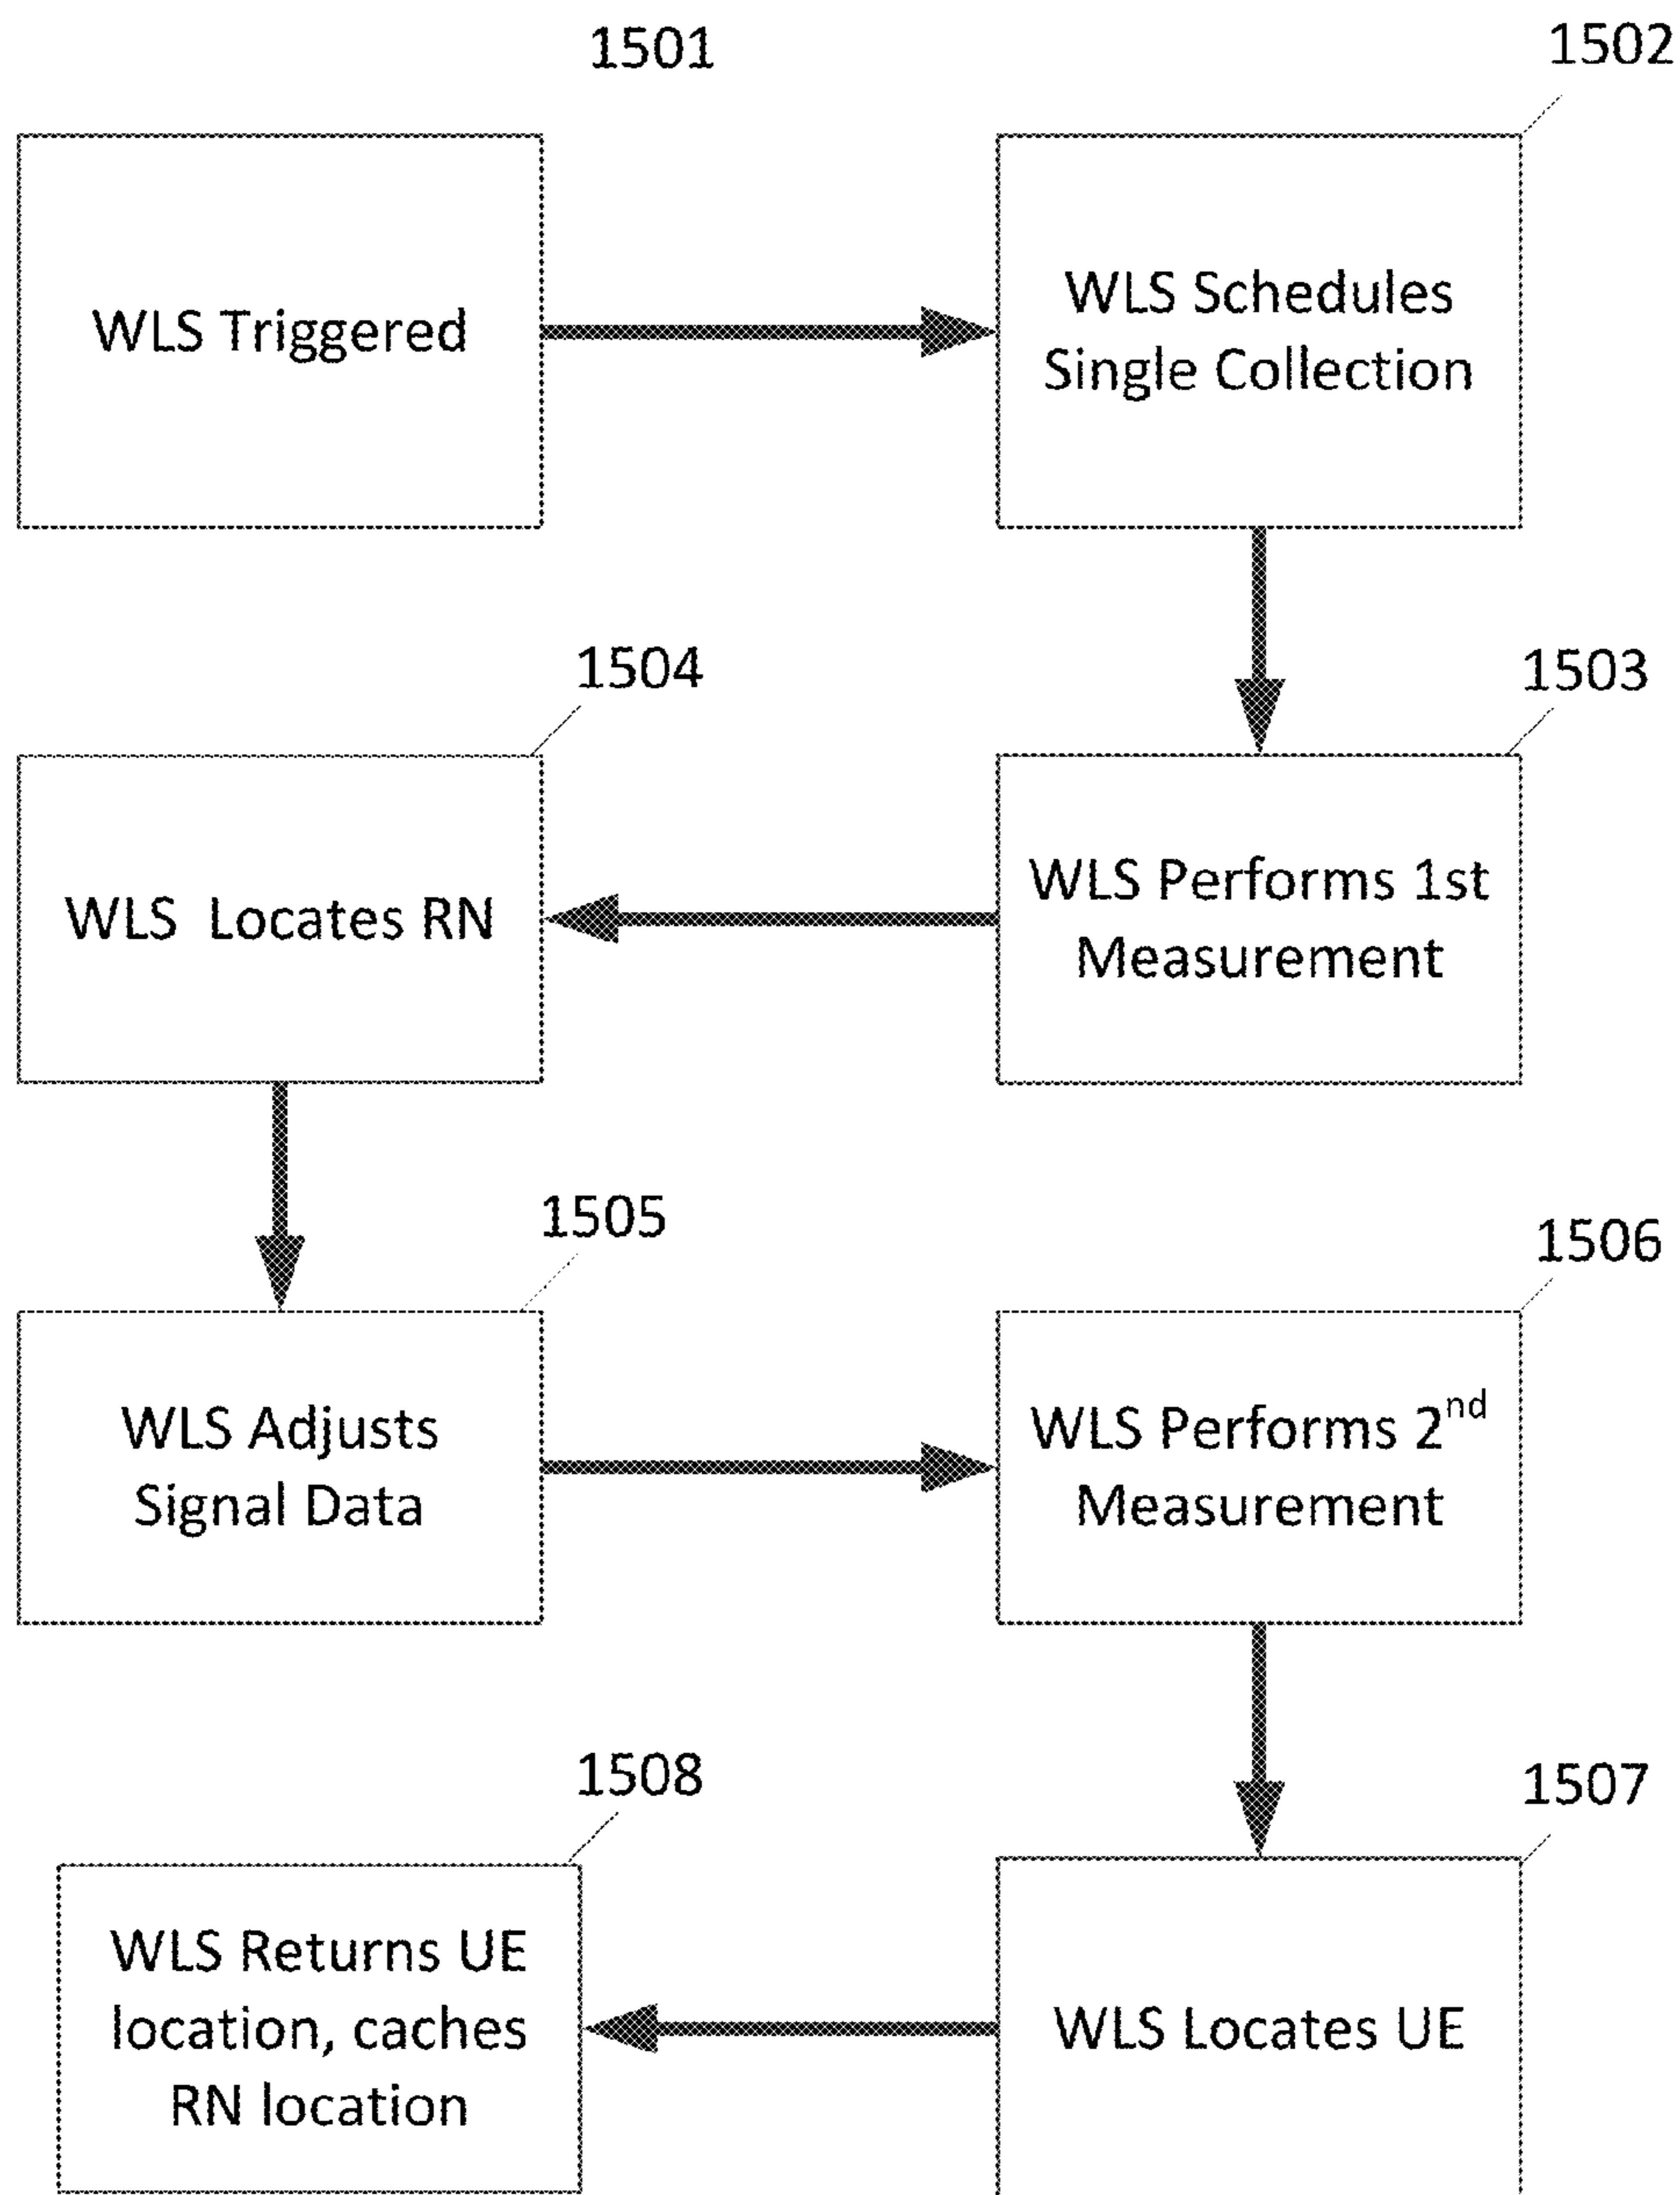 1501
WLS Triggered
1502
WLS Schedules
Single Collection
1503
WLS Performs 1st
Measurement
1504
WLS Locates RN
1505
WLS Adjusts
Signal Data
1506
WLS Performs 2nd
Measurement
1507
WLS Locates UE
1508
WLS Returns UE
location, caches
RN location